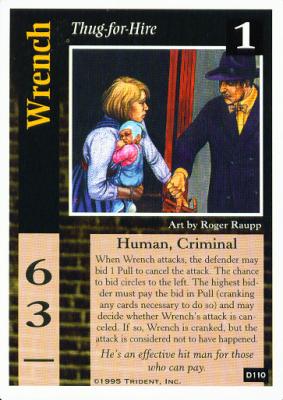 Wrench
Thug-for-Hire
1
Art by Roger Raupp
6
3
—
Human, Criminal
When Wrench attacks, the defender may
bid 1 Pull to cancel the attack. The chance
to bid circles to the left. The highest bid-
der must pay the bid in Pull (cranking
any cards necessary do so) and may
decide whether Wrench's attack is can-
celed. If so, Wrench is cranked, but the
attack is considered not to have happened.
He's an effective hit man for those
who can pay.
©1995 TRIDENT, INC.
D110